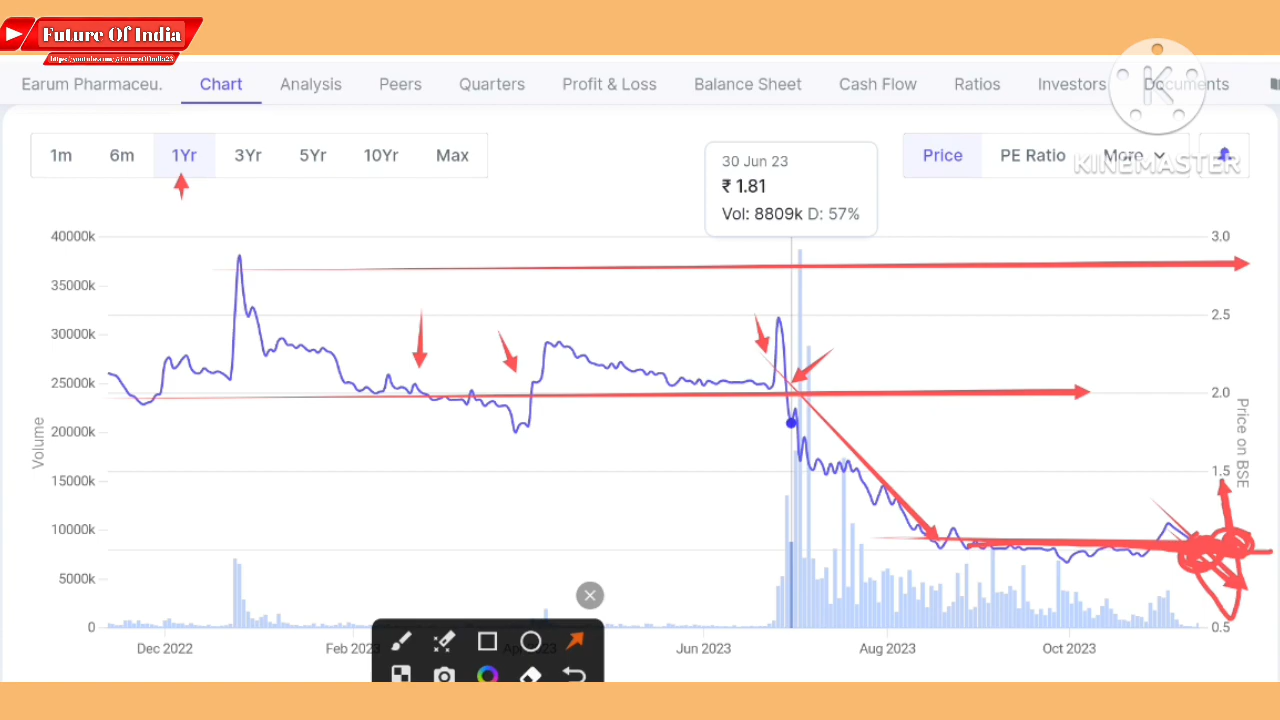 Future Of India
Earum Pharmaceu. Chart Analysis Peers Quarters Profit & Loss Balance Sheet Cash Flow Ratios Investors Documents
1m 6m 1Yr 3Yr 5Yr 10Yr Max
Price PE Ratio More
KINEMASTER
30 Jun 23
₹ 1.81
Vol: 8809k D: 57%
40000k 3.0
35000k
30000k 2.5
25000k 2.0
20000k
15000k 1.5
10000k
5000k
0 0.5
Volume
Price on BSE
Dec 2022 Feb 2023 Apr 2023 Jun 2023 Aug 2023 Oct 2023